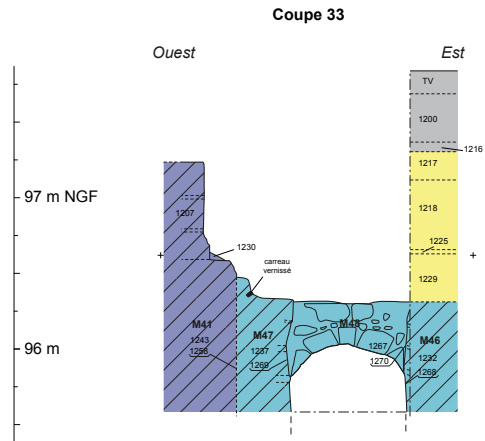 Coupe 33
Ouest
Est
TV
1200
1216
1217
97 m NGF
1207
1218
1230
1225
carreau
vernissé
1229
M41
M47
M48
M46
1243
1258
1237
1269
1267
1270
1232
1268
96 m